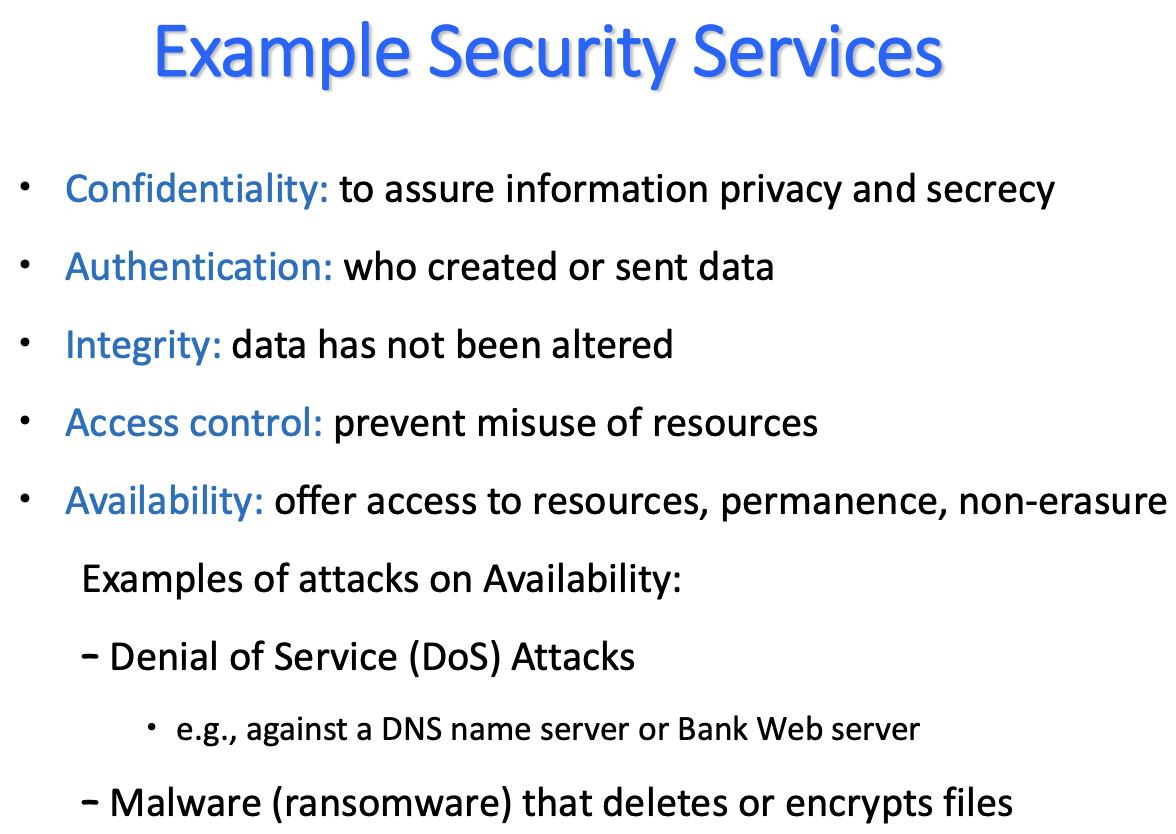 Example Security Services
• Confidentiality: to assure information privacy and secrecy
• Authentication: who created or sent data
• Integrity: data has not been altered
• Access control: prevent misuse of resources
• Availability: offer access to resources, permanence, non-erasure
Examples of attacks on Availability:
– Denial of Service (DoS) Attacks
• e.g., against a DNS name server or Bank Web server
– Malware (ransomware) that deletes or encrypts files